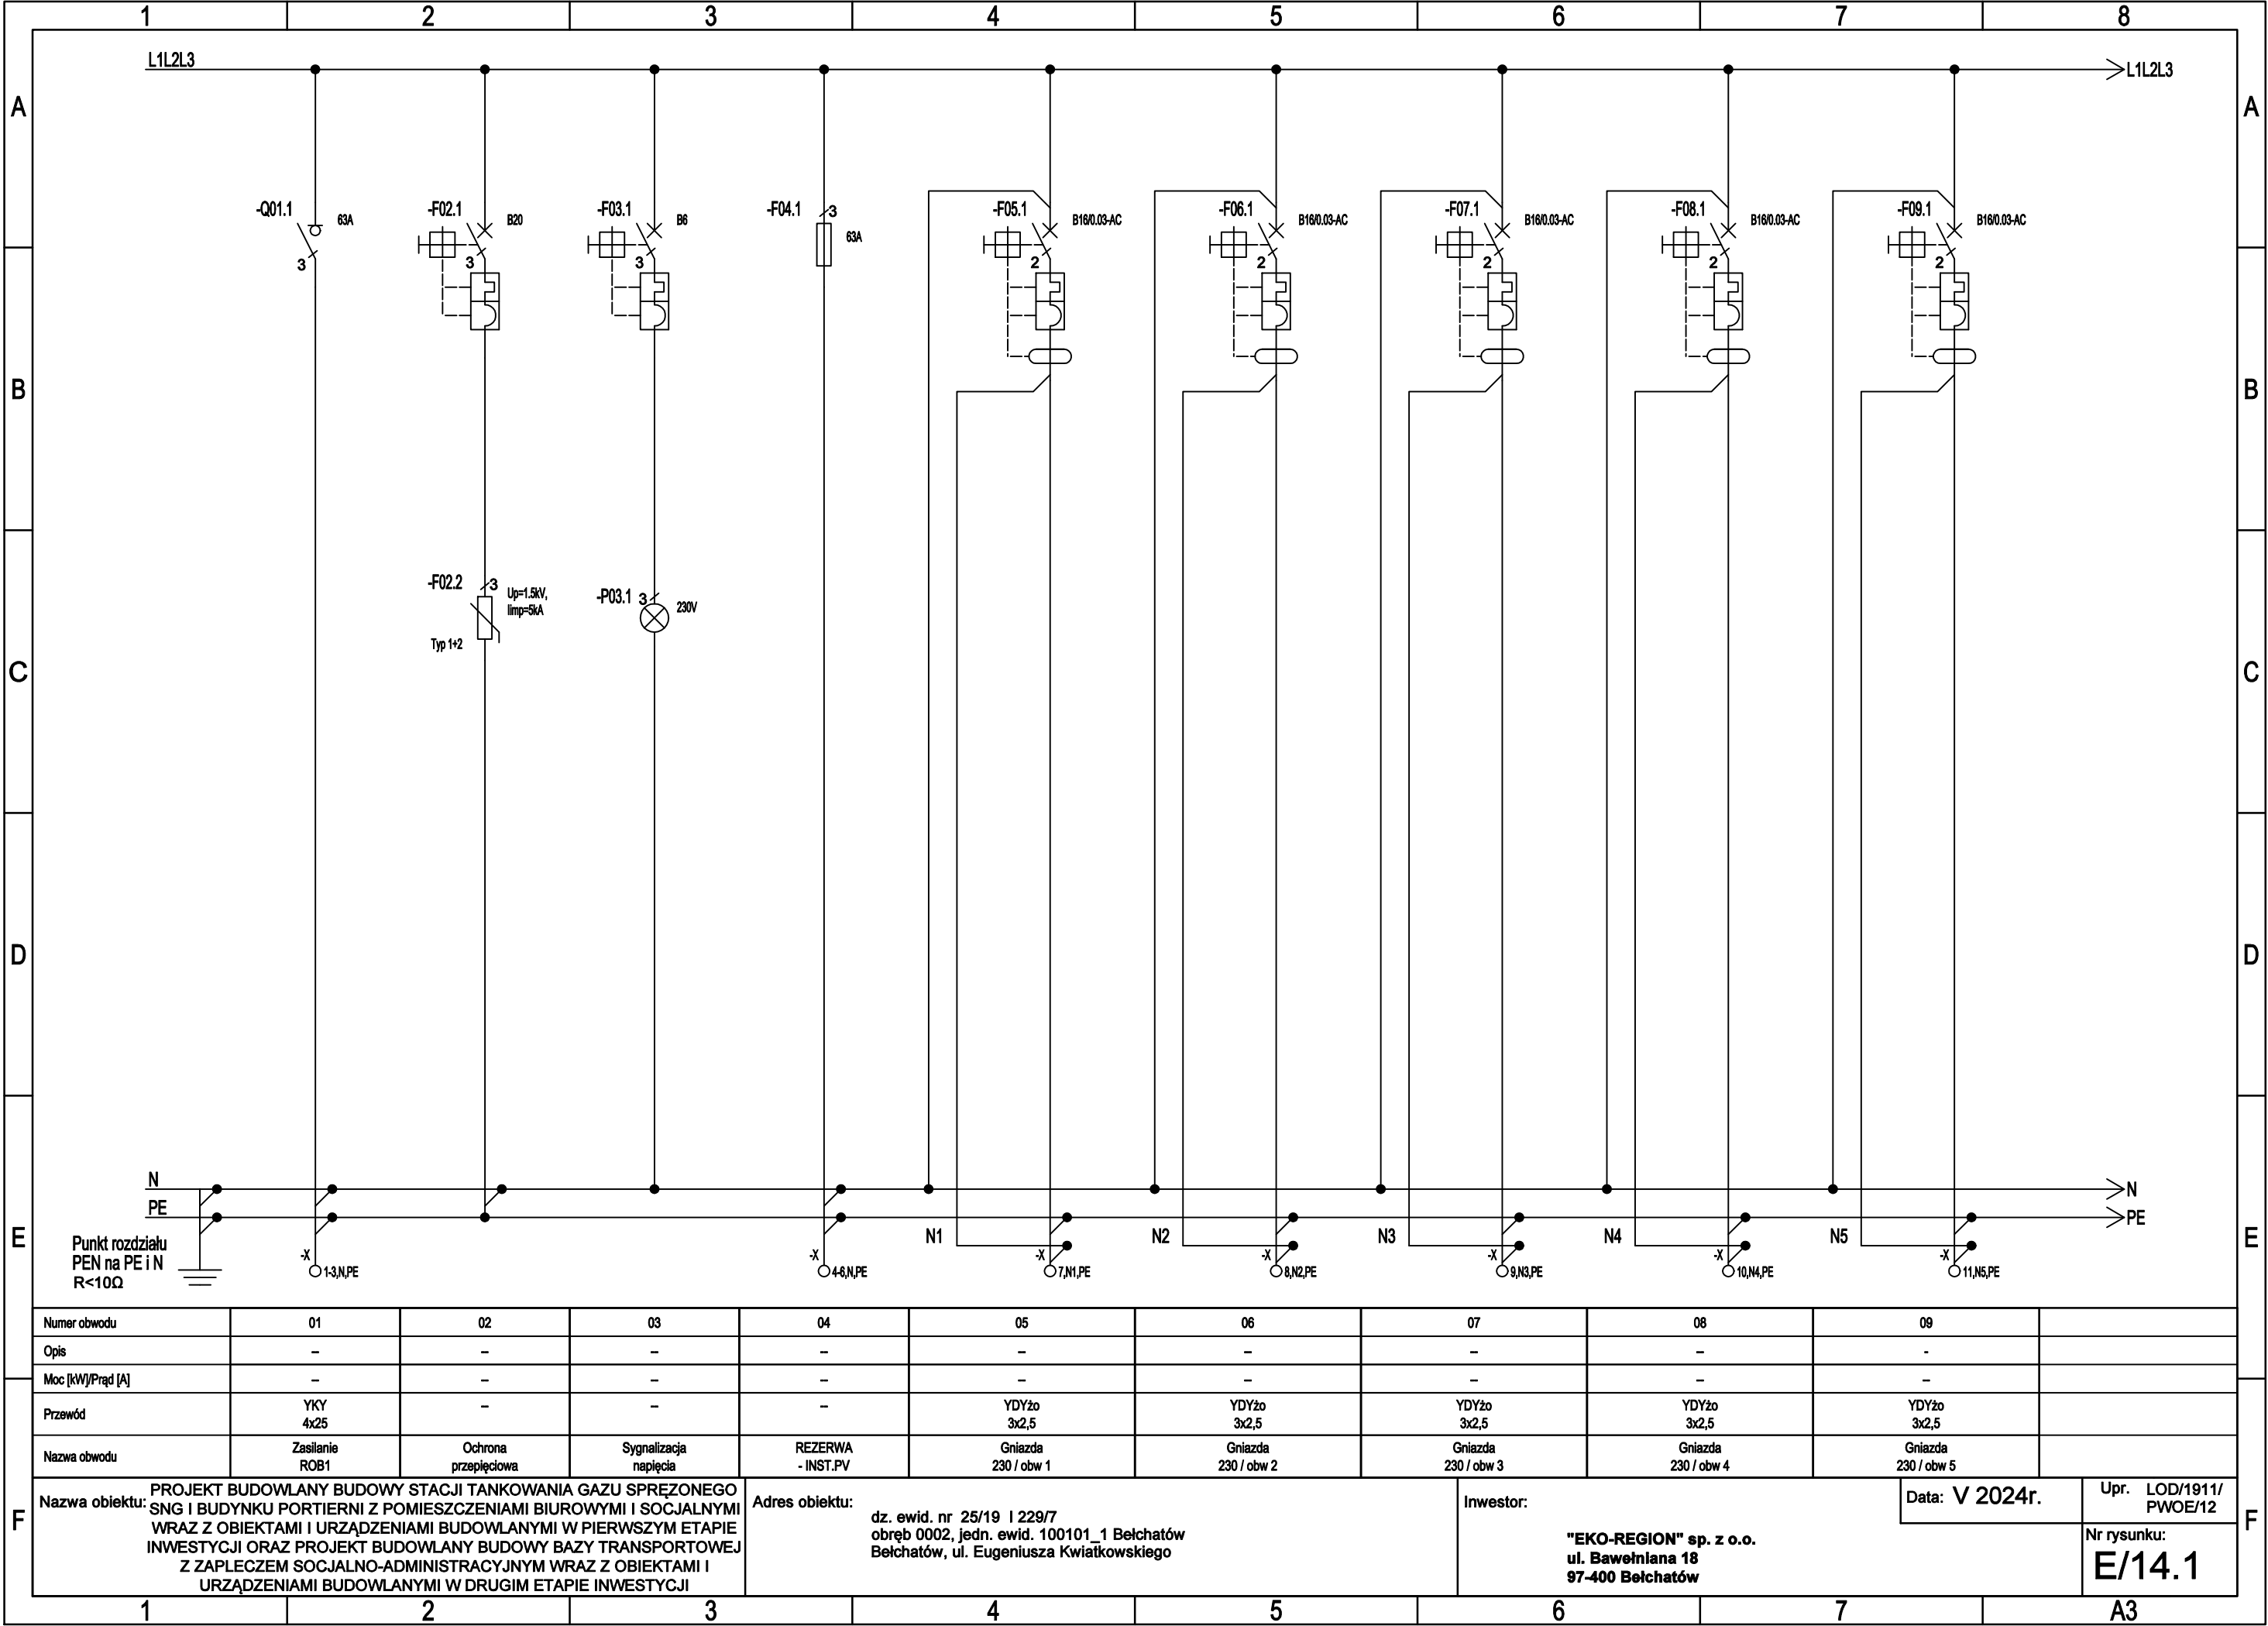 1 2 3 4 5 6 7 8
L1L2L3
L1L2L3
A A
-Q01.1 63A
3
-F02.1 B20
3
-F03.1 B6
3
-F04.1 3
63A
-F05.1 B16/0.03-AC
2
-F06.1 B16/0.03-AC
2
-F07.1 B16/0.03-AC
2
-F08.1 B16/0.03-AC
2
-F09.1 B16/0.03-AC
2
B B
-F02.2 3
Up=1.5kV,
Iimp=5kA
Typ 1+2
-P03.1 3
230V
C C
D D
N N
PE PE
E E
Punkt rozdziału
PEN na PE i N
R<10Ω
-X
1-3,N,PE
-X
4-6,N,PE
N1
-X
7,N1,PE
N2
-X
8,N2,PE
N3
-X
9,N3,PE
N4
-X
10,N4,PE
N5
-X
11,N5,PE
Numer obwodu 01 02 03 04 05 06 07 08 09
Opis – – – – – – – – -
Moc [kW]/Prąd [A] – – – – – – – – –
Przewód YKY – – – YDYżo YDYżo YDYżo YDYżo YDYżo
4x25 3x2,5 3x2,5 3x2,5 3x2,5 3x2,5
Nazwa obwodu Zasilanie Ochrona Sygnalizacja REZERWA Gniazda Gniazda Gniazda Gniazda Gniazda
ROB1 przepięciowa napięcia - INST.PV 230 / obw 1 230 / obw 2 230 / obw 3 230 / obw 4 230 / obw 5
F F
Nazwa obiektu:
PROJEKT BUDOWLANY BUDOWY STACJI TANKOWANIA GAZU SPRĘZONEGO
SNG I BUDYNKU PORTIERNI Z POMIESZCZENIAMI BIUROWYMI I SOCJALNYMI
WRAZ Z OBIEKTAMI I URZĄDZENIAMI BUDOWLANYMI W PIERWSZYM ETAPIE
INWESTYCJI ORAZ PROJEKT BUDOWLANY BUDOWY BAZY TRANSPORTOWEJ
Z ZAPLECZEM SOCJALNO-ADMINISTRACYJNYM WRAZ Z OBIEKTAMI I
URZĄDZENIAMI BUDOWLANYMI W DRUGIM ETAPIE INWESTYCJI
Adres obiektu:
dz. ewid. nr 25/19 I 229/7
obręb 0002, jedn. ewid. 100101_1 Bełchatów
Bełchatów, ul. Eugeniusza Kwiatkowskiego
Inwestor:
"EKO-REGION" sp. z o.o.
ul. Bawełniana 18
97-400 Bełchatów
Data: V 2024r.
Upr. LOD/1911/
PWOE/12
Nr rysunku:
E/14.1
1 2 3 4 5 6 7 A3